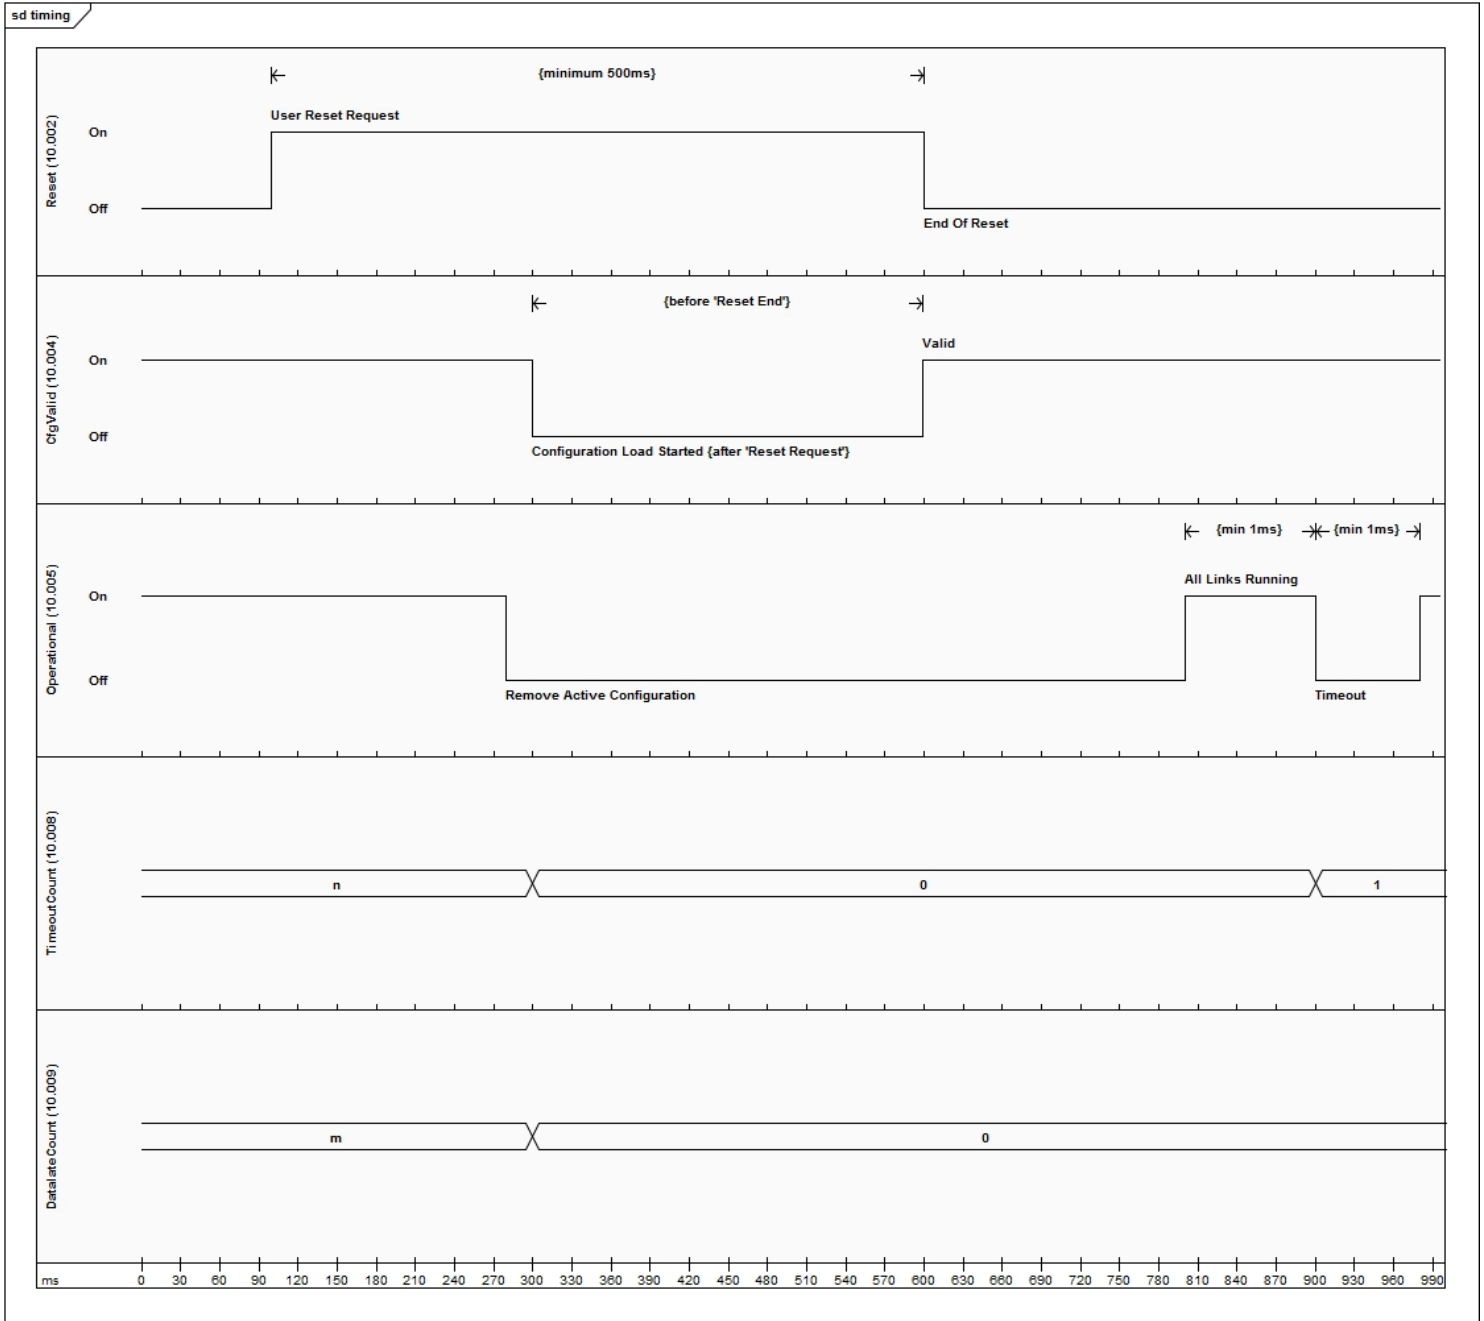 sd timing
{minimum 500ms}
User Reset Request
Reset (10.002)
On
Off
End Of Reset
{before 'Reset End'}
Valid
CfgValid (10.004)
On
Off
Configuration Load Started {after 'Reset Request'}
{min 1ms} {min 1ms}
All Links Running
Operational (10.005)
On
Off
Remove Active Configuration
Timeout
TimeoutCount (10.008)
n 0 1
DatalateCount (10.009)
m 0
ms 0 30 60 90 120 150 180 210 240 270 300 330 360 390 420 450 480 510 540 570 600 630 660 690 720 750 780 810 840 870 900 930 960 990